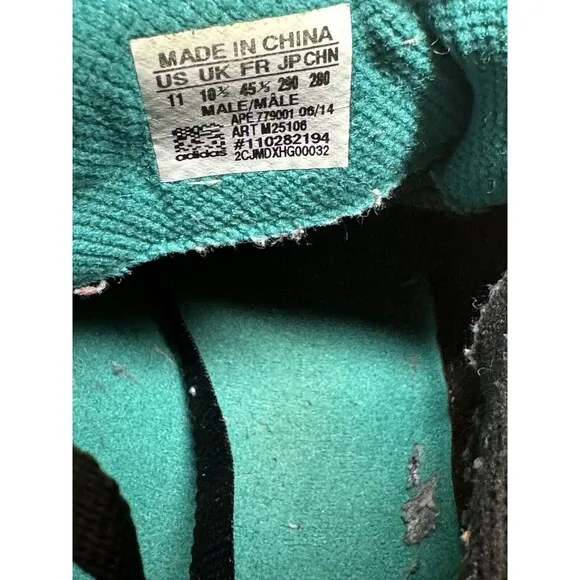 MADE IN CHINA
US UK FR JP CHN
11 10½ 45⅓ 290 280
MALE/MÂLE
APE 779001 06/14
ART M25106
#110282194
adidas 2CJMDXHG00032